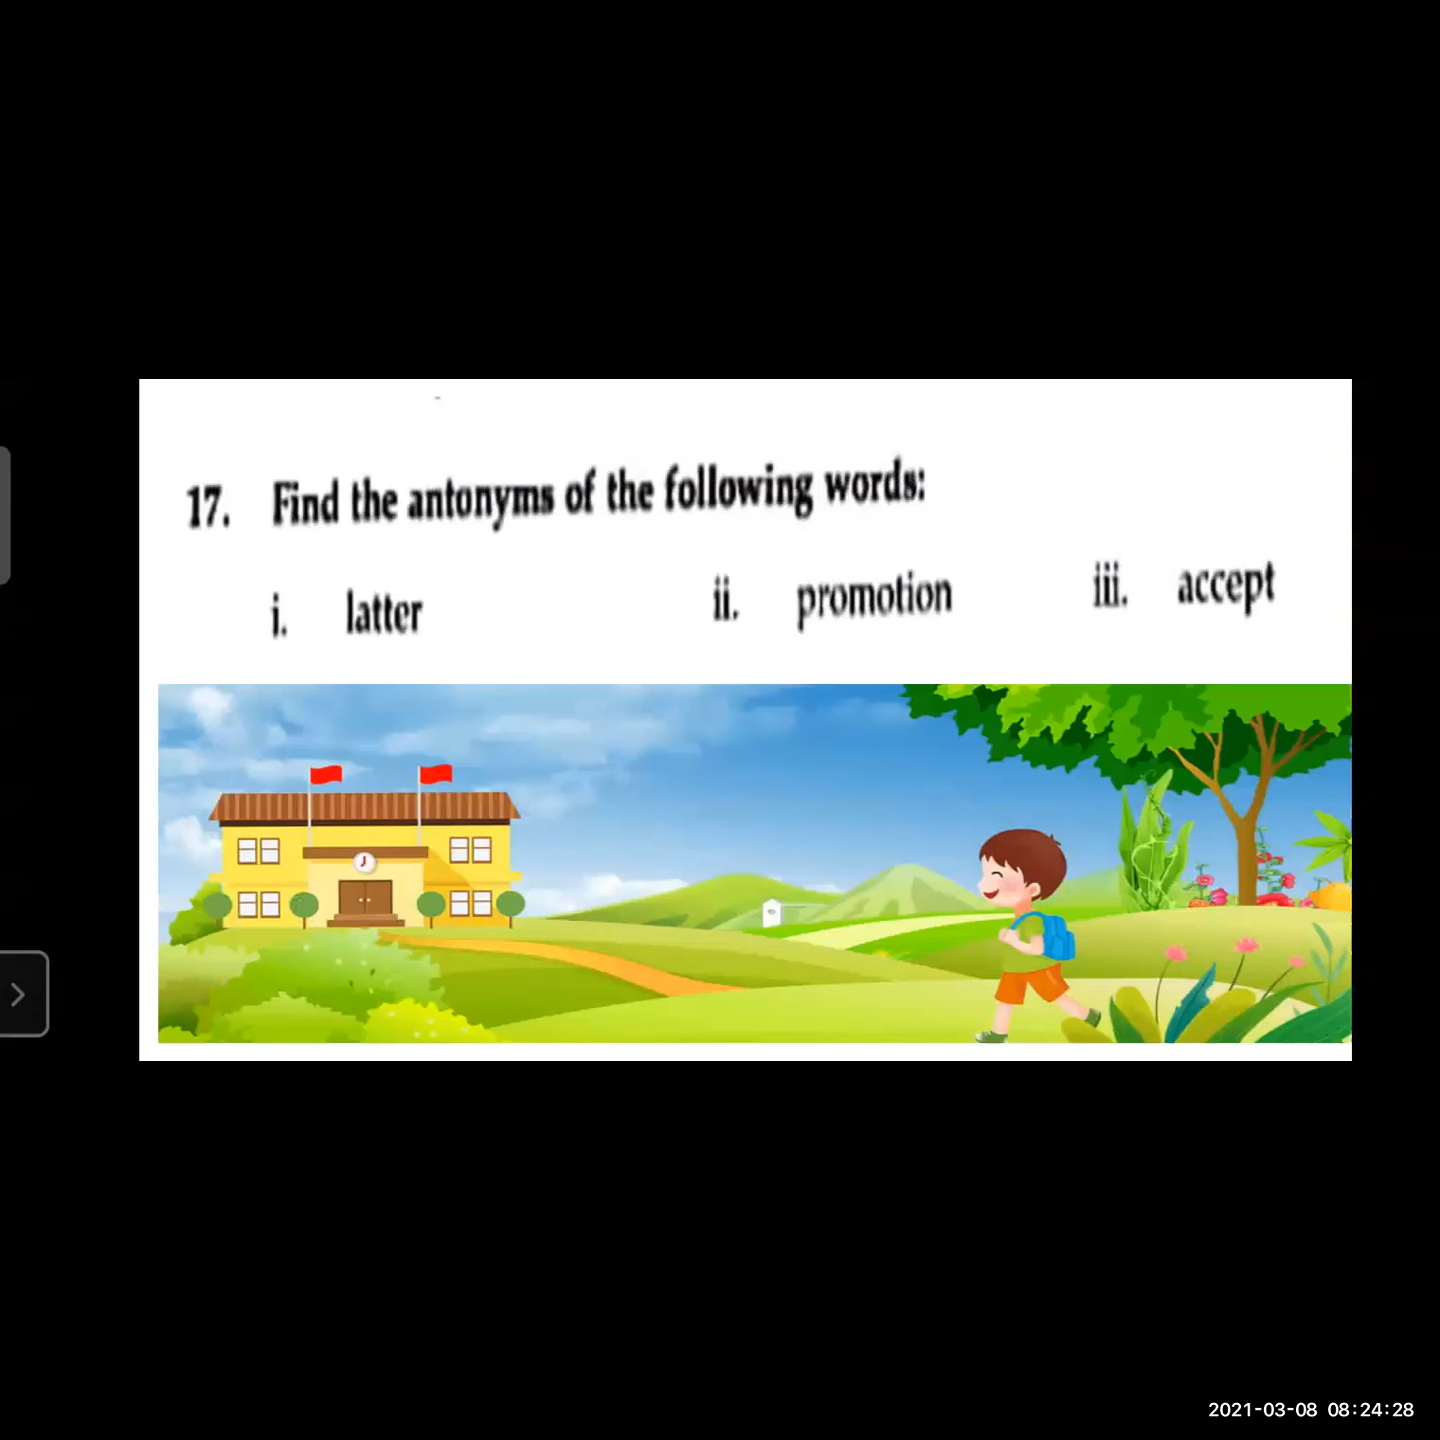 17. Find the antonyms of the following words:
i. latter ii. promotion iii. accept
2021-03-08 08:24:28